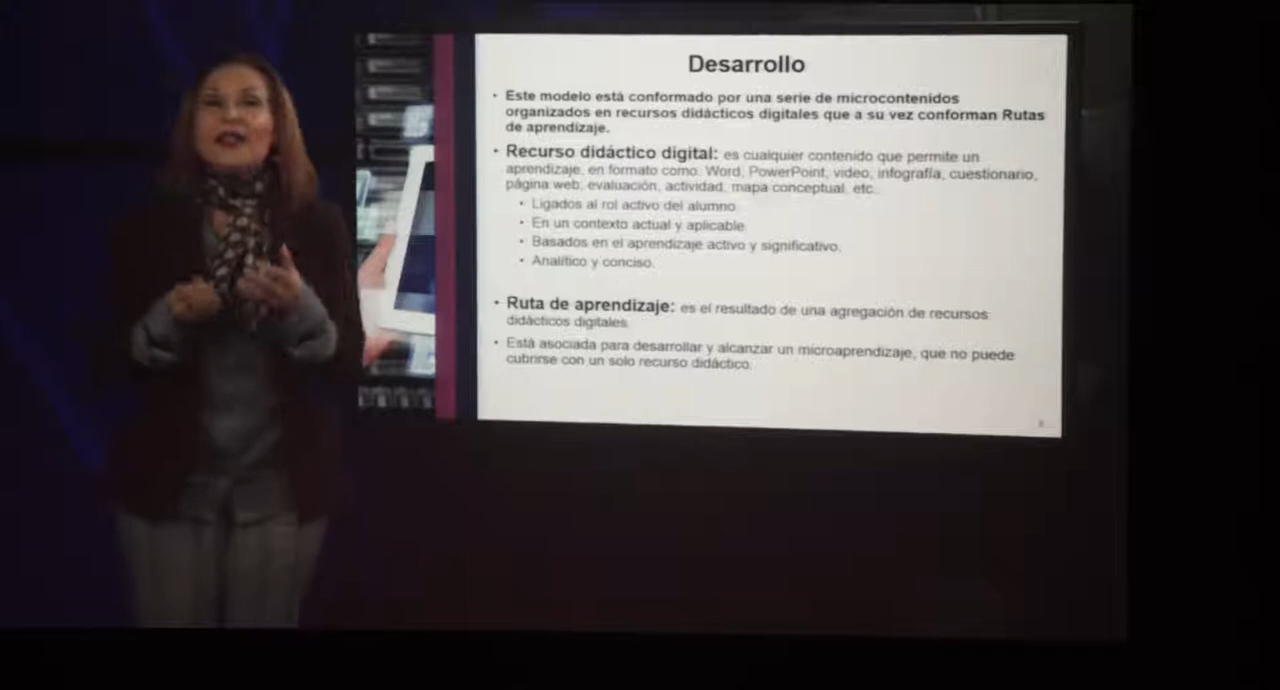 Desarrollo
• Este modelo está conformado por una serie de microcontenidos
organizados en recursos didácticos digitales que a su vez conforman Rutas
de aprendizaje.
• Recurso didáctico digital: es cualquier contenido que permite un
aprendizaje, en formato como: Word, PowerPoint, video, infografía, cuestionario,
página web, evaluación, actividad, mapa conceptual, etc.
• Ligados al rol activo del alumno.
• En un contexto actual y aplicable.
• Basados en el aprendizaje activo y significativo.
• Analítico y conciso.
• Ruta de aprendizaje: es el resultado de una agregación de recursos
didácticos digitales.
• Está asociada para desarrollar y alcanzar un microaprendizaje, que no puede
cubrirse con un solo recurso didáctico.